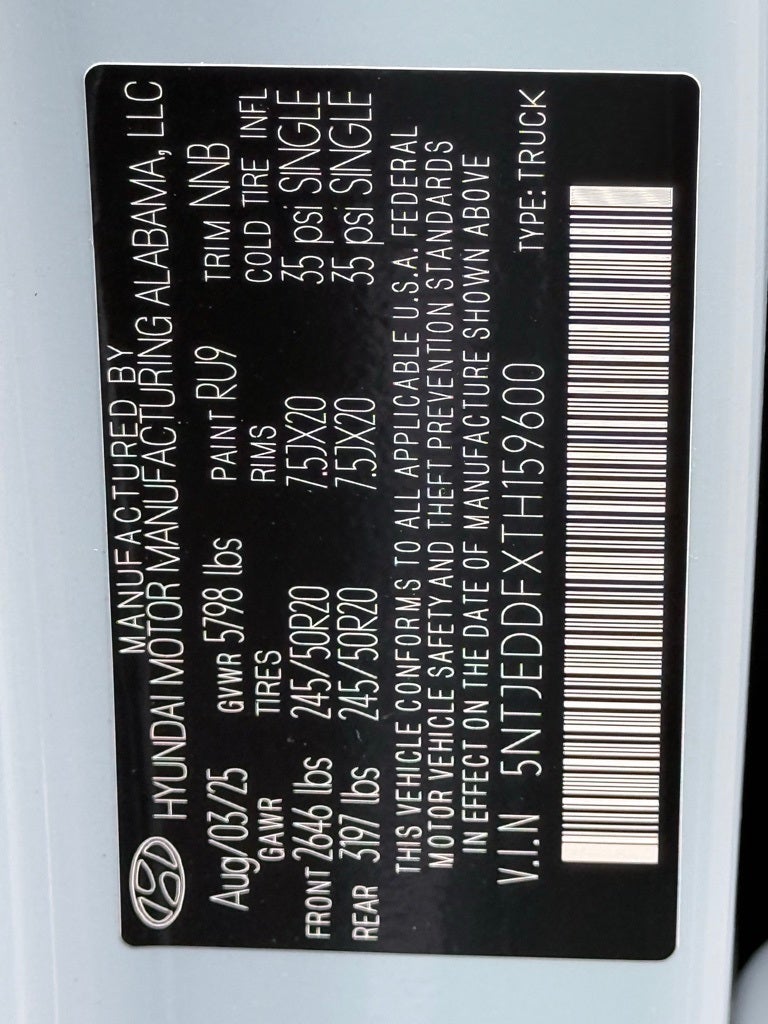 MANUFACTURED BY
HYUNDAI MOTOR MANUFACTURING ALABAMA, LLC
Aug/03/25 GVWR 5798 lbs PAINT RU9 TRIM NNB
GAWR TIRES RIMS COLD TIRE INFL
FRONT 2646 lbs 245/50R20 7.5JX20 35 psi SINGLE
REAR 3197 lbs 245/50R20 7.5JX20 35 psi SINGLE
THIS VEHICLE CONFORMS TO ALL APPLICABLE U.S.A. FEDERAL
MOTOR VEHICLE SAFETY AND THEFT PREVENTION STANDARDS
IN EFFECT ON THE DATE OF MANUFACTURE SHOWN ABOVE
V.I.N 5NTJEDDFXTH159600 TYPE: TRUCK